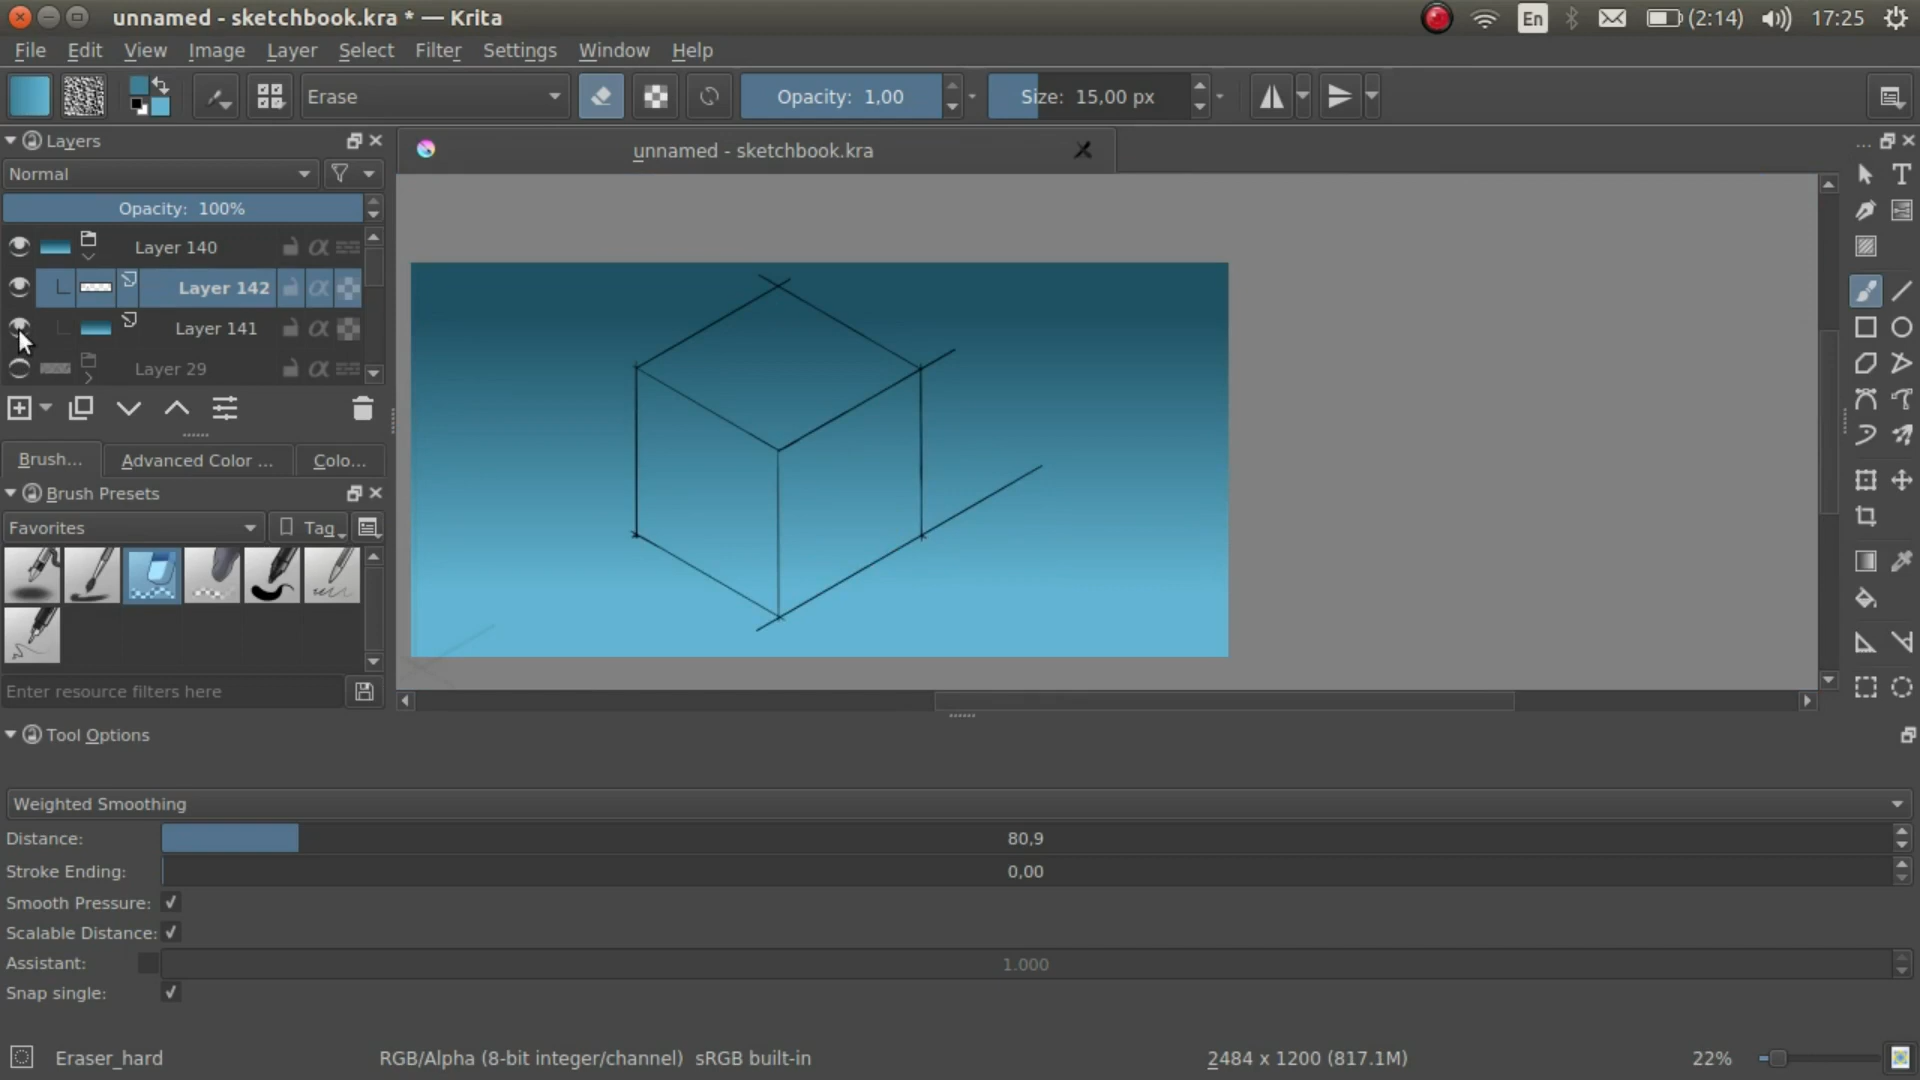 unnamed - sketchbook.kra * — Krita
En
(2:14)
17:25
File Edit View Image Layer Select Filter Settings Window Help
Erase
Opacity: 1,00
Size: 15,00 px
Layers
unnamed - sketchbook.kra
Normal
Opacity: 100%
Layer 140
Layer 142
Layer 141
Layer 29
Brush...
Advanced Color ...
Colo...
Brush Presets
Favorites
Tag
Enter resource filters here
Tool Options
Weighted Smoothing
Distance: 80,9
Stroke Ending: 0,00
Smooth Pressure:
Scalable Distance:
Assistant: 1.000
Snap single:
Eraser_hard
RGB/Alpha (8-bit integer/channel) sRGB built-in
2484 x 1200 (817.1M)
22%